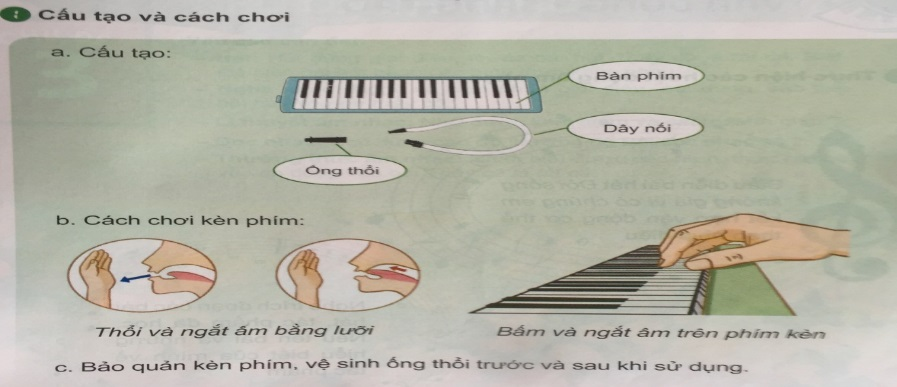 Cấu tạo và cách chơi
a. Cấu tạo:
Bàn phím
Dây nối
Ống thổi
b. Cách chơi kèn phím:
Thổi và ngắt ấm bằng lưỡi
Bấm và ngắt âm trên phím kèn
c. Bảo quản kèn phím, vệ sinh ống thổi trước và sau khi sử dụng.